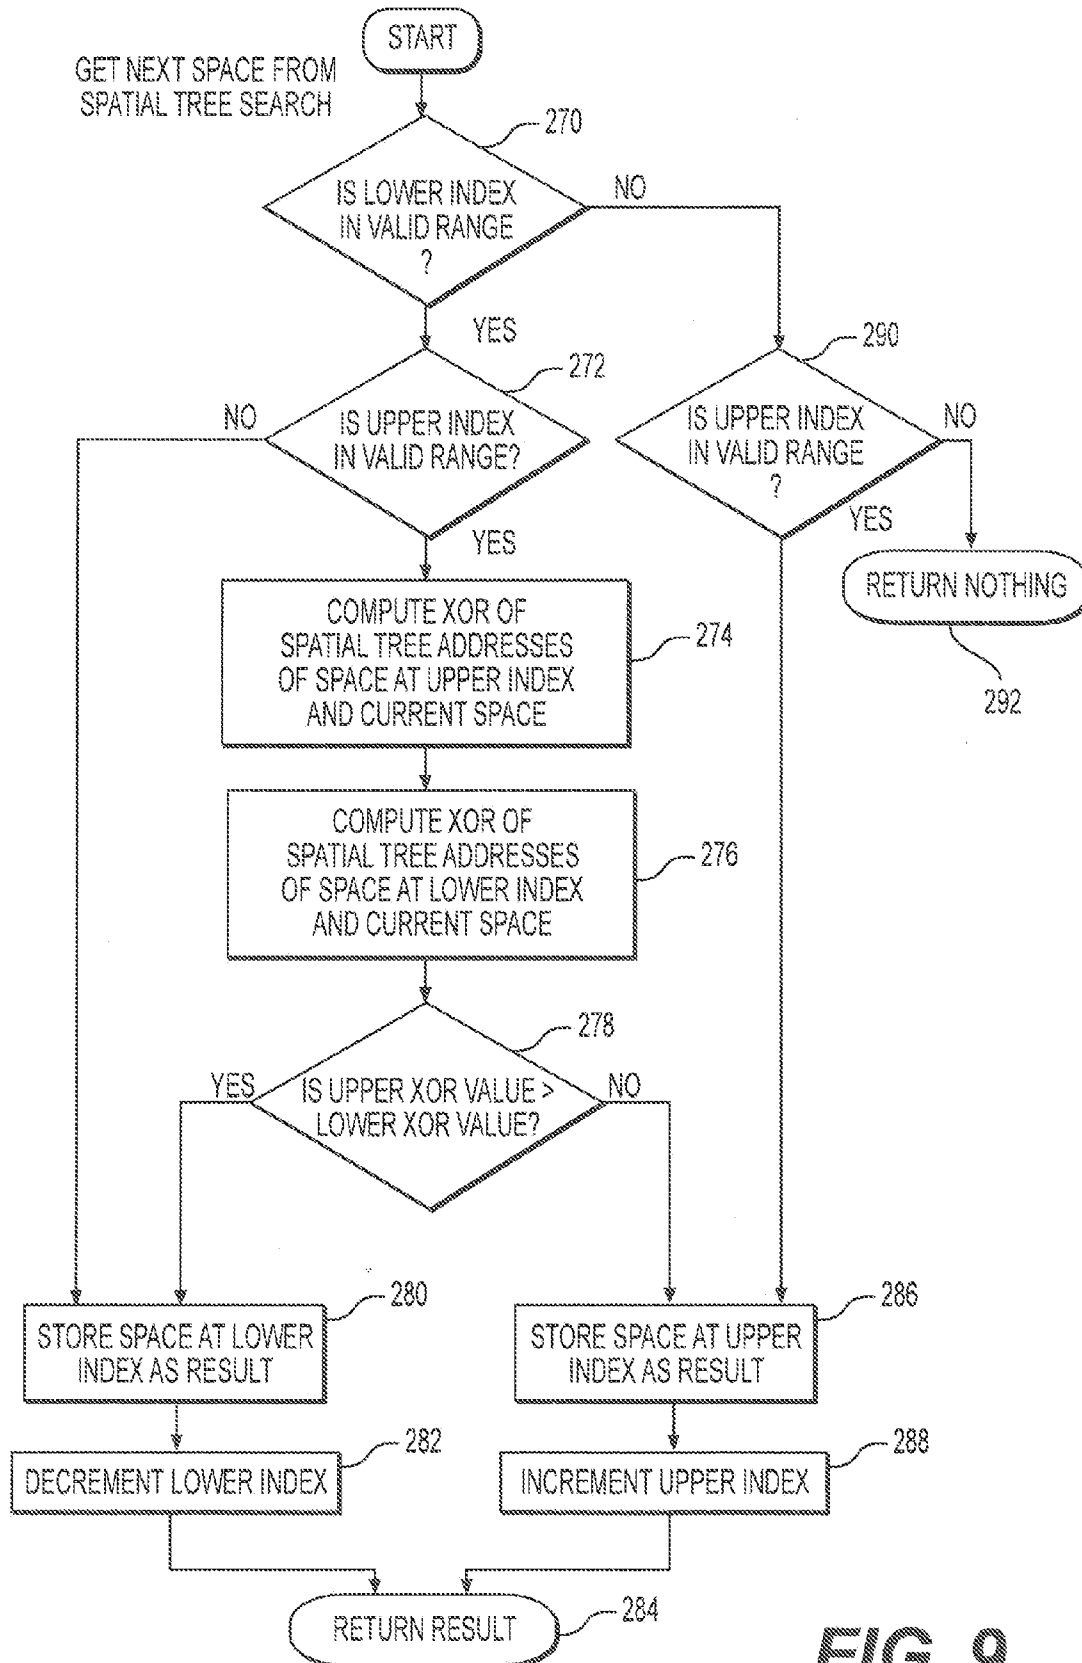 START
GET NEXT SPACE FROM
SPATIAL TREE SEARCH
270
IS LOWER INDEX
IN VALID RANGE
?
NO
YES
290
272
NO
IS UPPER INDEX
IN VALID RANGE?
IS UPPER INDEX
IN VALID RANGE
?
NO
YES
YES
RETURN NOTHING
292
COMPUTE XOR OF
SPATIAL TREE ADDRESSES
OF SPACE AT UPPER INDEX
AND CURRENT SPACE
274
COMPUTE XOR OF
SPATIAL TREE ADDRESSES
OF SPACE AT LOWER INDEX
AND CURRENT SPACE
276
278
YES
IS UPPER XOR VALUE >
LOWER XOR VALUE?
NO
280
STORE SPACE AT LOWER
INDEX AS RESULT
286
STORE SPACE AT UPPER
INDEX AS RESULT
282
DECREMENT LOWER INDEX
288
INCREMENT UPPER INDEX
RETURN RESULT
284
FIG. 9